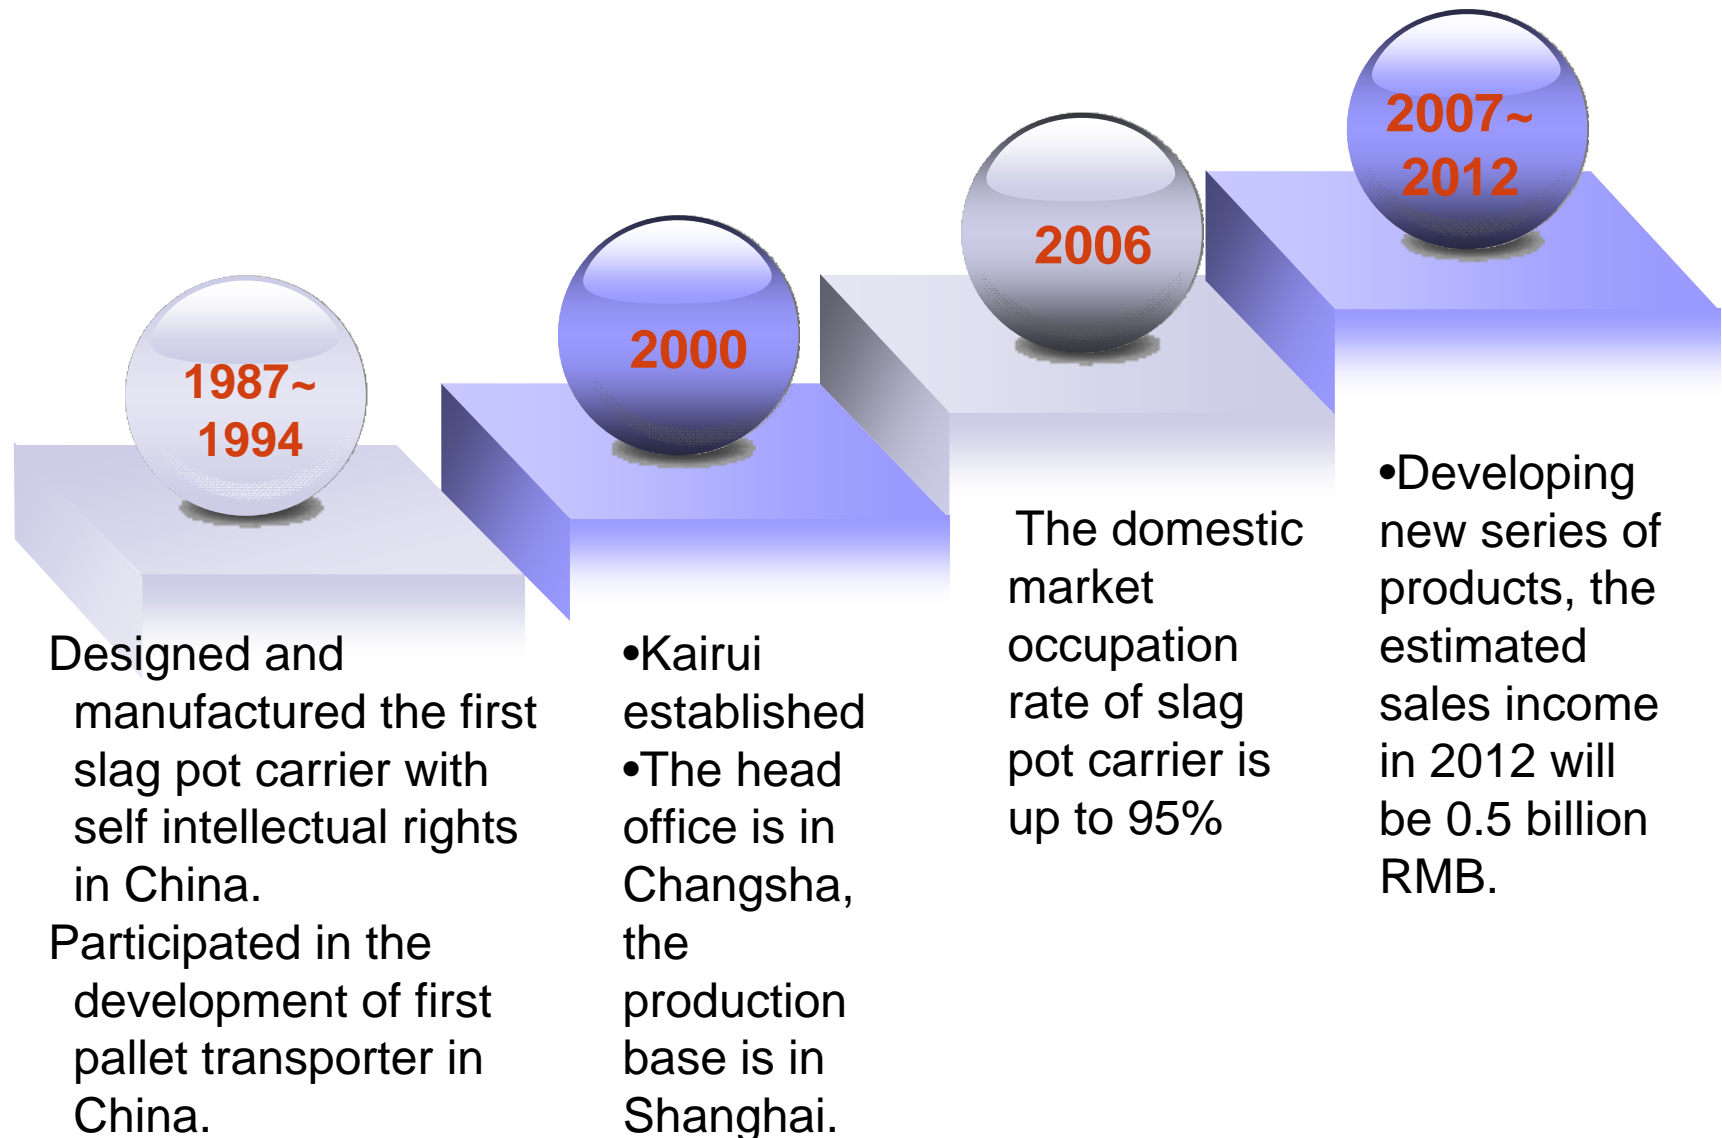 1987~
1994
Designed and
manufactured the first
slag pot carrier with
self intellectual rights
in China.
Participated in the
development of first
pallet transporter in
China.
2000
•Kairui
established
•The head
office is in
Changsha,
the
production
base is in
Shanghai.
2006
The domestic
market
occupation
rate of slag
pot carrier is
up to 95%
2007~
2012
•Developing
new series of
products, the
estimated
sales income
in 2012 will
be 0.5 billion
RMB.